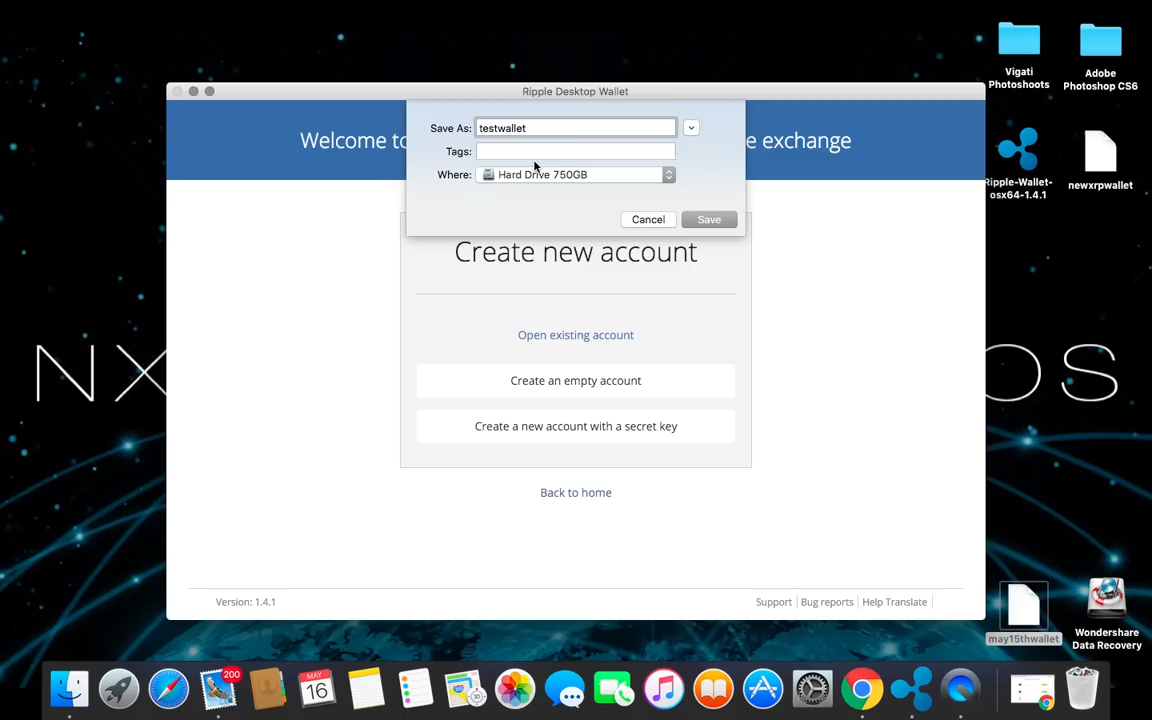 Vigati
Photoshoots
Adobe
Photoshop CS6
Ripple Desktop Wallet
Save As: testwallet
Tags:
Where: Hard Drive 750GB
Cancel
Save
Welcome to
e exchange
Ripple-Wallet-
osx64-1.4.1
newxrpwallet
Create new account
Open existing account
Create an empty account
Create a new account with a secret key
Back to home
NX
OS
Version: 1.4.1
Support
Bug reports
Help Translate
may15thwallet
Wondershare
Data Recovery
200
MAY
16